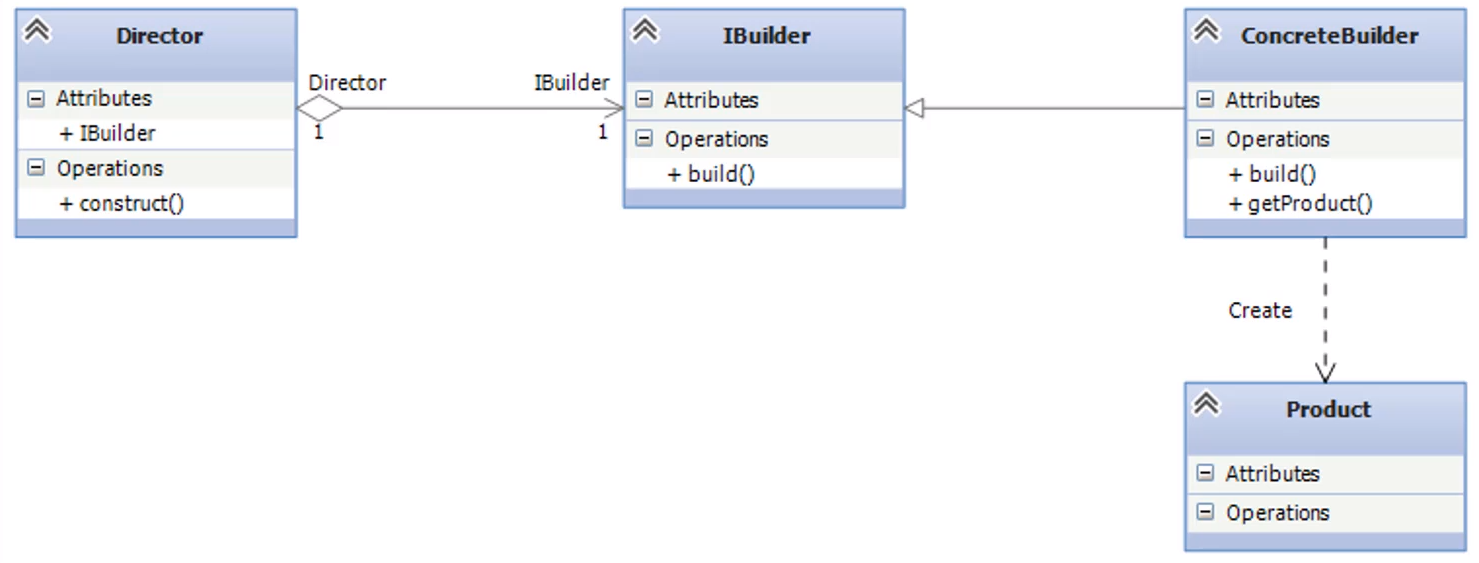 Director
Attributes
+ IBuilder
Operations
+ construct()
Director
1
IBuilder
1
IBuilder
Attributes
Operations
+ build()
ConcreteBuilder
Attributes
Operations
+ build()
+ getProduct()
Create
Product
Attributes
Operations